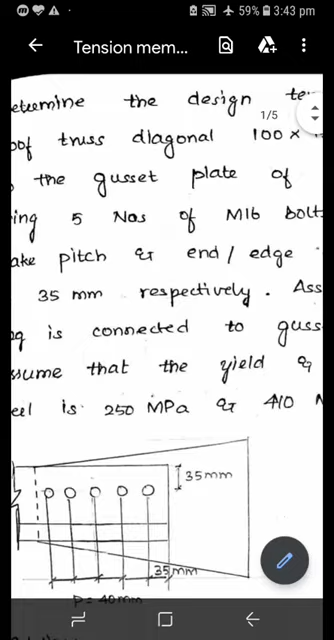 59% 3:43 pm
Tension mem...
etermine the design te
oof truss diagonal 100 ×
the gusset plate of
ing 5 Nos of M16 bolt
ake pitch & end / edge
35 mm respectively. Ass
g is connected to guss
ssume that the yield &
eel is 250 MPa & 410 M
1/5
35mm
35mm
P = 40mm